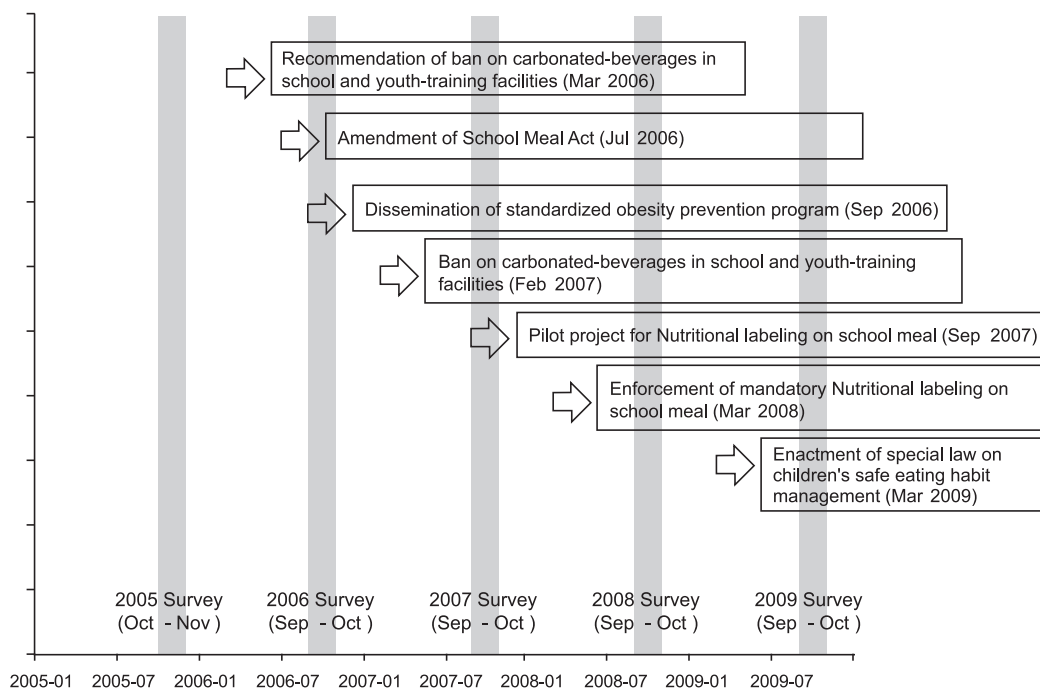 Recommendation of ban on carbonated-beverages in
school and youth-training facilities (Mar 2006)
Amendment of School Meal Act (Jul 2006)
Dissemination of standardized obesity prevention program (Sep 2006)
Ban on carbonated-beverages in school and youth-training
facilities (Feb 2007)
Pilot project for Nutritional labeling on school meal (Sep 2007)
Enforcement of mandatory Nutritional labeling on
school meal (Mar 2008)
Enactment of special law on
children's safe eating habit
management (Mar 2009)
2005 Survey
(Oct - Nov )
2006 Survey
(Sep - Oct )
2007 Survey
(Sep - Oct )
2008 Survey
(Sep - Oct )
2009 Survey
(Sep - Oct )
2005-01 2005-07 2006-01 2006-07 2007-01 2007-07 2008-01 2008-07 2009-01 2009-07